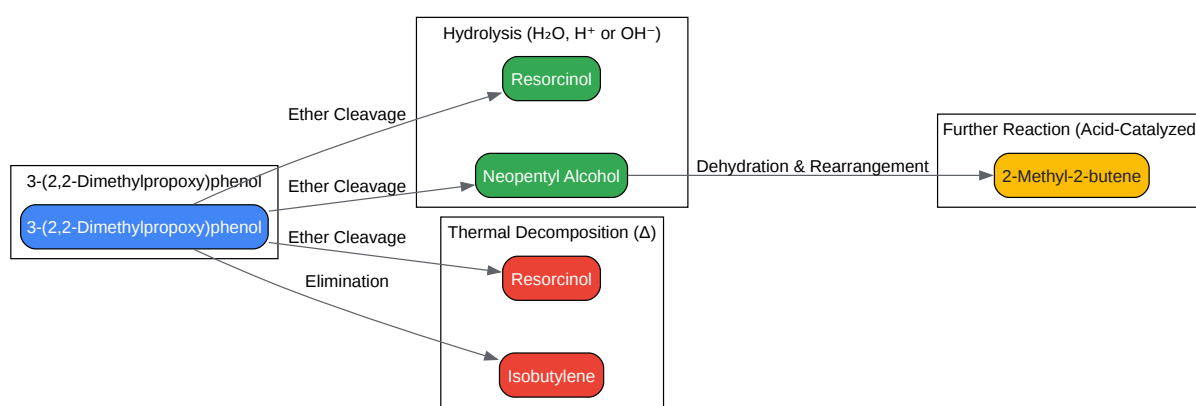 Hydrolysis (H₂O, H⁺ or OH⁻)
Resorcinol
Ether Cleavage
Further Reaction (Acid-Catalyzed
3-(2,2-Dimethylpropoxy)phenol
Ether Cleavage
Neopentyl Alcohol
Dehydration & Rearrangement
2-Methyl-2-butene
3-(2,2-Dimethylpropoxy)phenol
Ether Cleavage
Thermal Decomposition (Δ)
Resorcinol
Elimination
Isobutylene